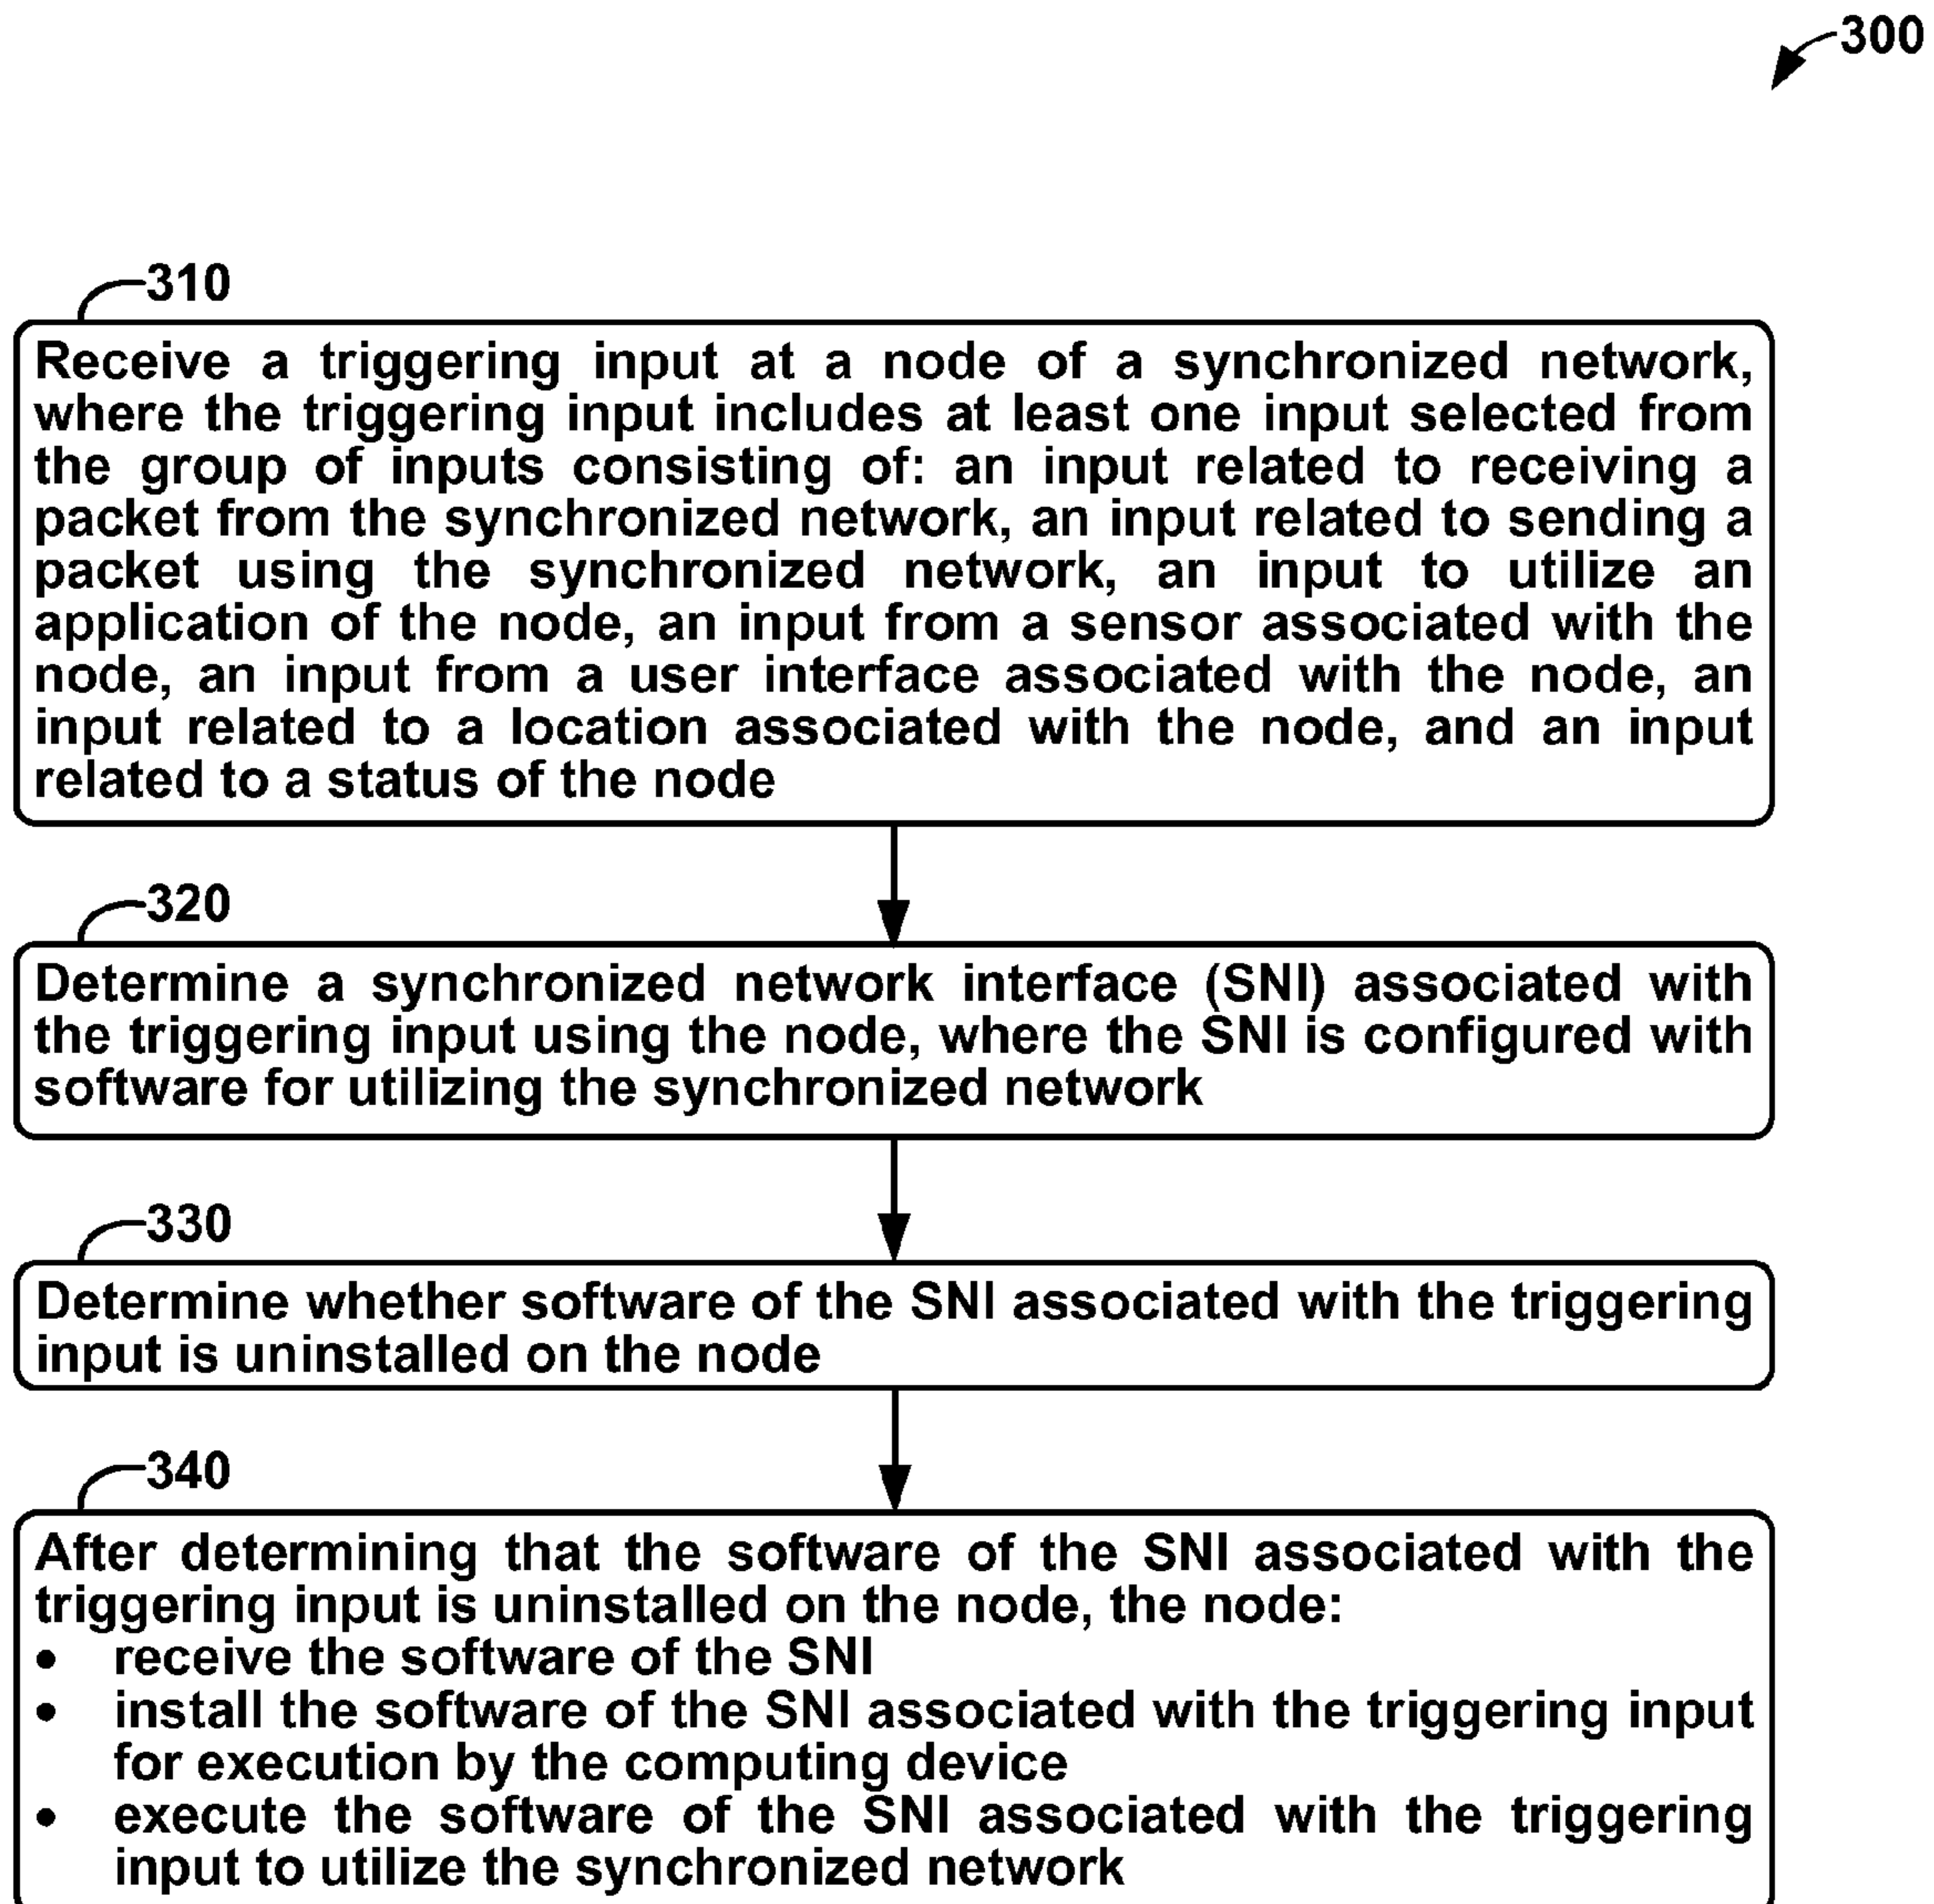 300
310
Receive a triggering input at a node of a synchronized network,
where the triggering input includes at least one input selected from
the group of inputs consisting of: an input related to receiving a
packet from the synchronized network, an input related to sending a
packet using the synchronized network, an input to utilize an
application of the node, an input from a sensor associated with the
node, an input from a user interface associated with the node, an
input related to a location associated with the node, and an input
related to a status of the node
320
Determine a synchronized network interface (SNI) associated with
the triggering input using the node, where the SNI is configured with
software for utilizing the synchronized network
330
Determine whether software of the SNI associated with the triggering
input is uninstalled on the node
340
After determining that the software of the SNI associated with the
triggering input is uninstalled on the node, the node:
• receive the software of the SNI
• install the software of the SNI associated with the triggering input
for execution by the computing device
• execute the software of the SNI associated with the triggering
input to utilize the synchronized network